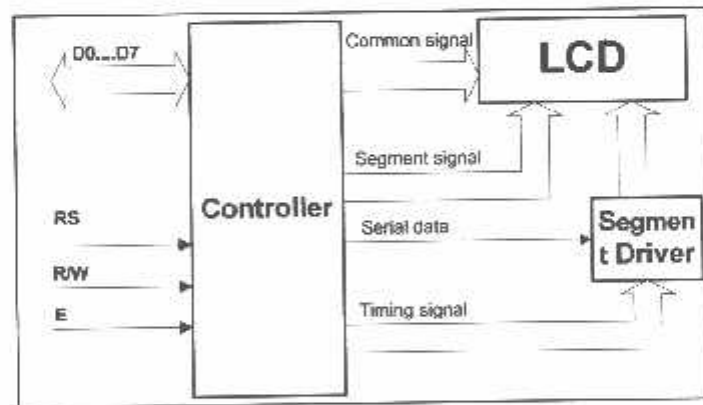 D0....D7
Common signal
LCD
Segment signal
Controller
RS
Serial data
Segmen
t Driver
R/W
E
Timing signal